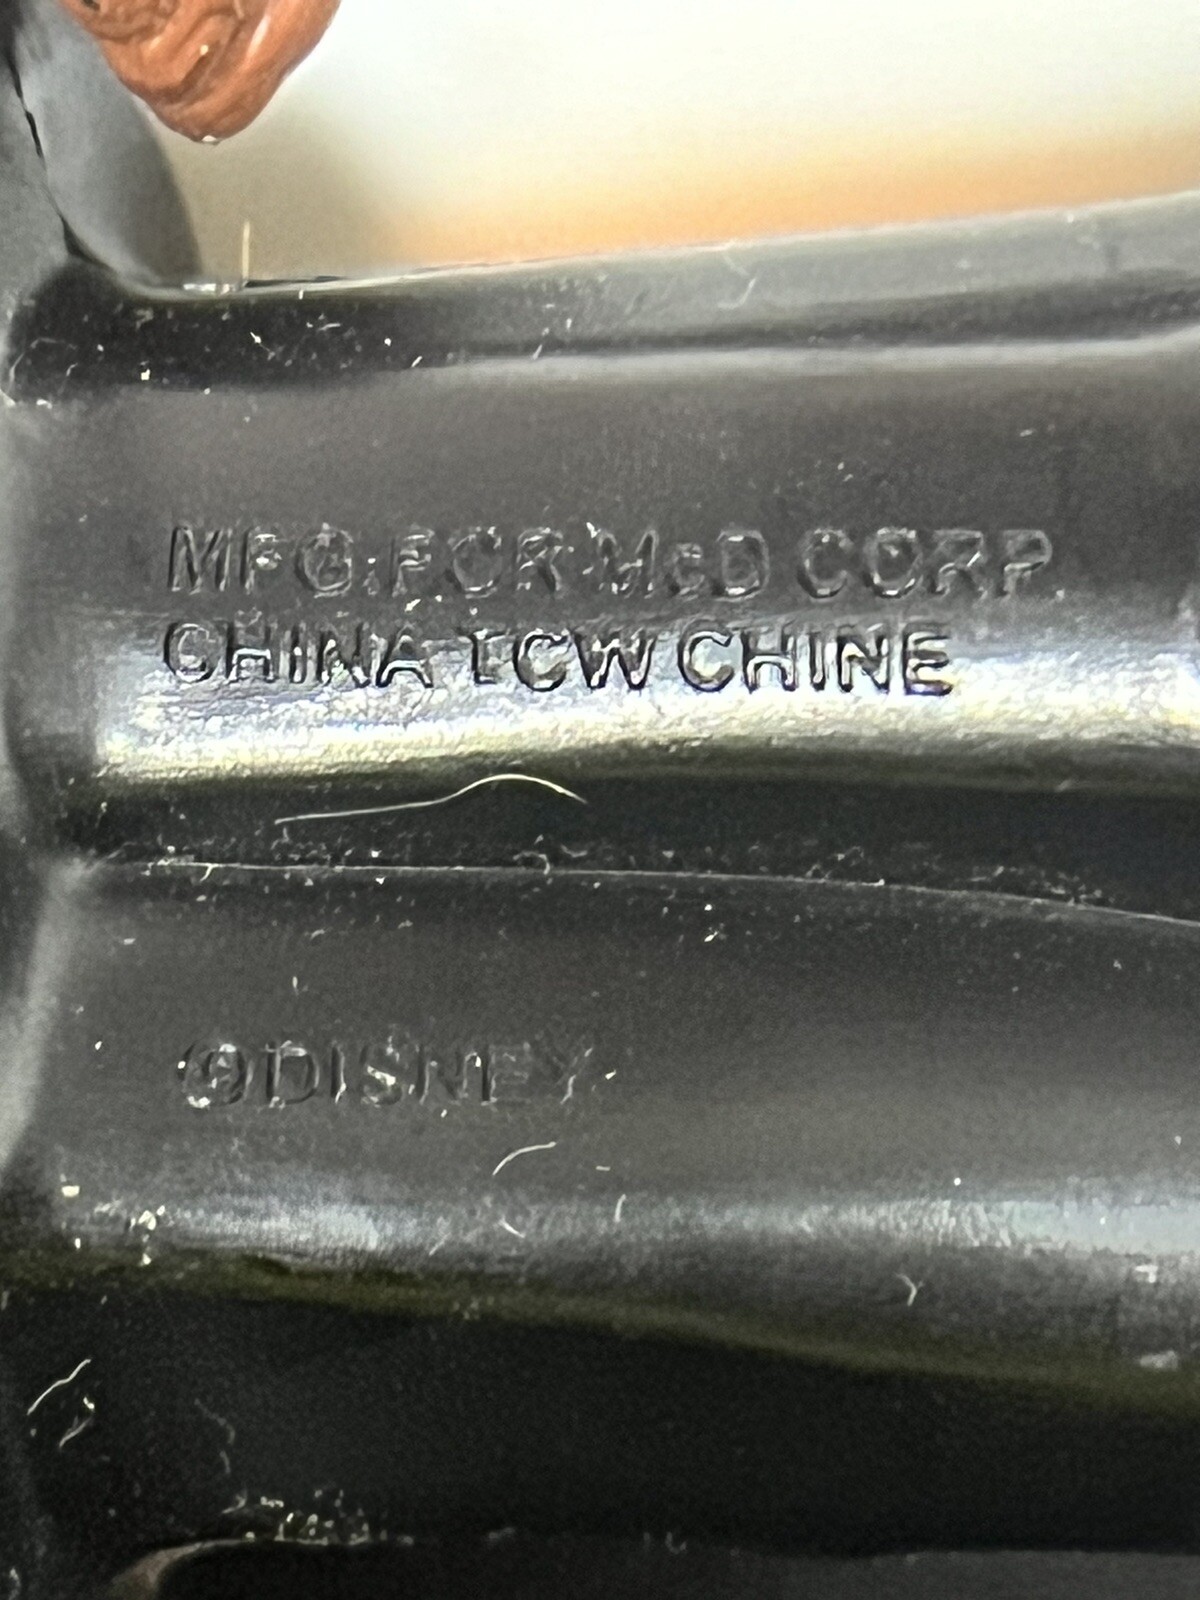 MFG. FOR McD CORP.
CHINA TCW CHINE
©DISNEY